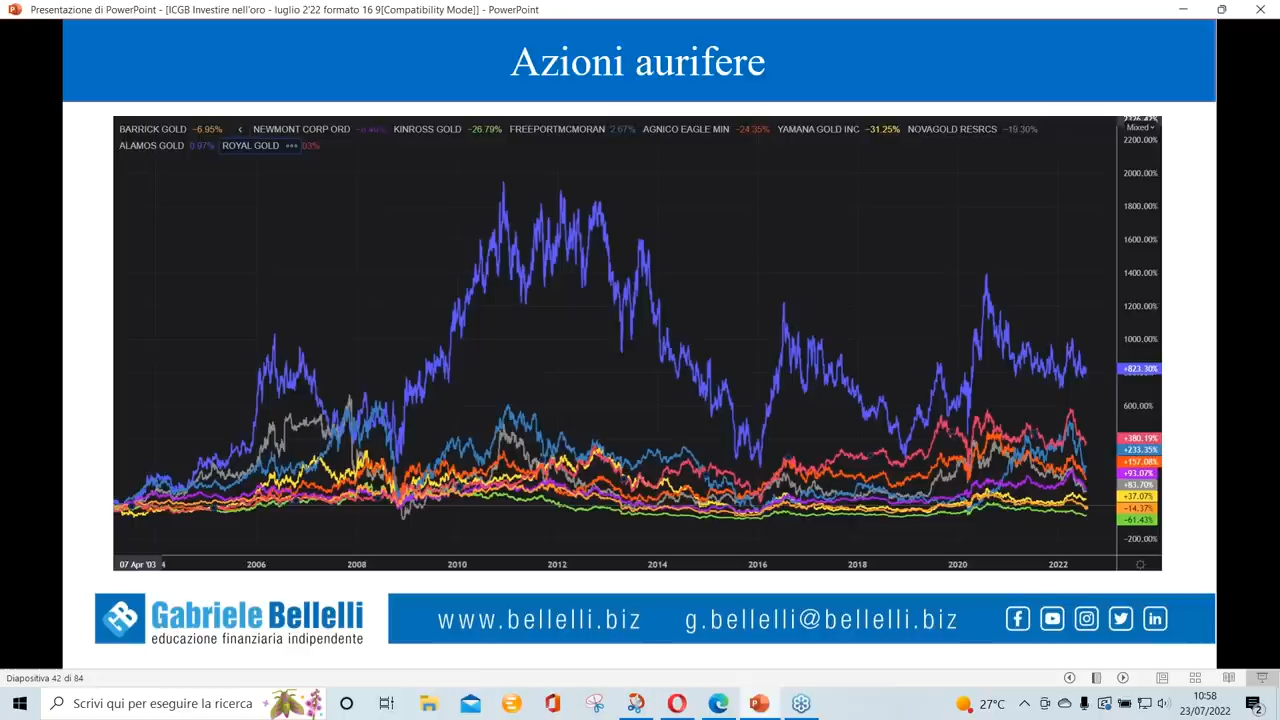 Presentazione di PowerPoint - [ICGB Investire nell'oro - luglio 2'22 formato 16 9[Compatibility Mode]] - PowerPoint
Azioni aurifere
BARRICK GOLD −6.95% NEWMONT CORP ORD KINROSS GOLD −26.79% FREEPORTMCMORAN 2.67% AGNICO EAGLE MIN −24.35% YAMANA GOLD INC −31.25% NOVAGOLD RESRCS −19.30%
Mixed
ALAMOS GOLD 0.97% ROYAL GOLD ••• 03%
2200.00%
2000.00%
1800.00%
1600.00%
1400.00%
1200.00%
1000.00%
+823.30%
600.00%
+380.19%
+233.35%
+157.08%
+93.07%
+83.70%
+37.07%
−14.37%
−61.43%
−200.00%
07 Apr '03 4 2006 2008 2010 2012 2014 2016 2018 2020 2022
Gabriele Bellelli
educazione finanziaria indipendente
www.bellelli.biz g.bellelli@bellelli.biz
Diapositiva 42 di 84
Scrivi qui per eseguire la ricerca
27°C
10:58
23/07/2022
2